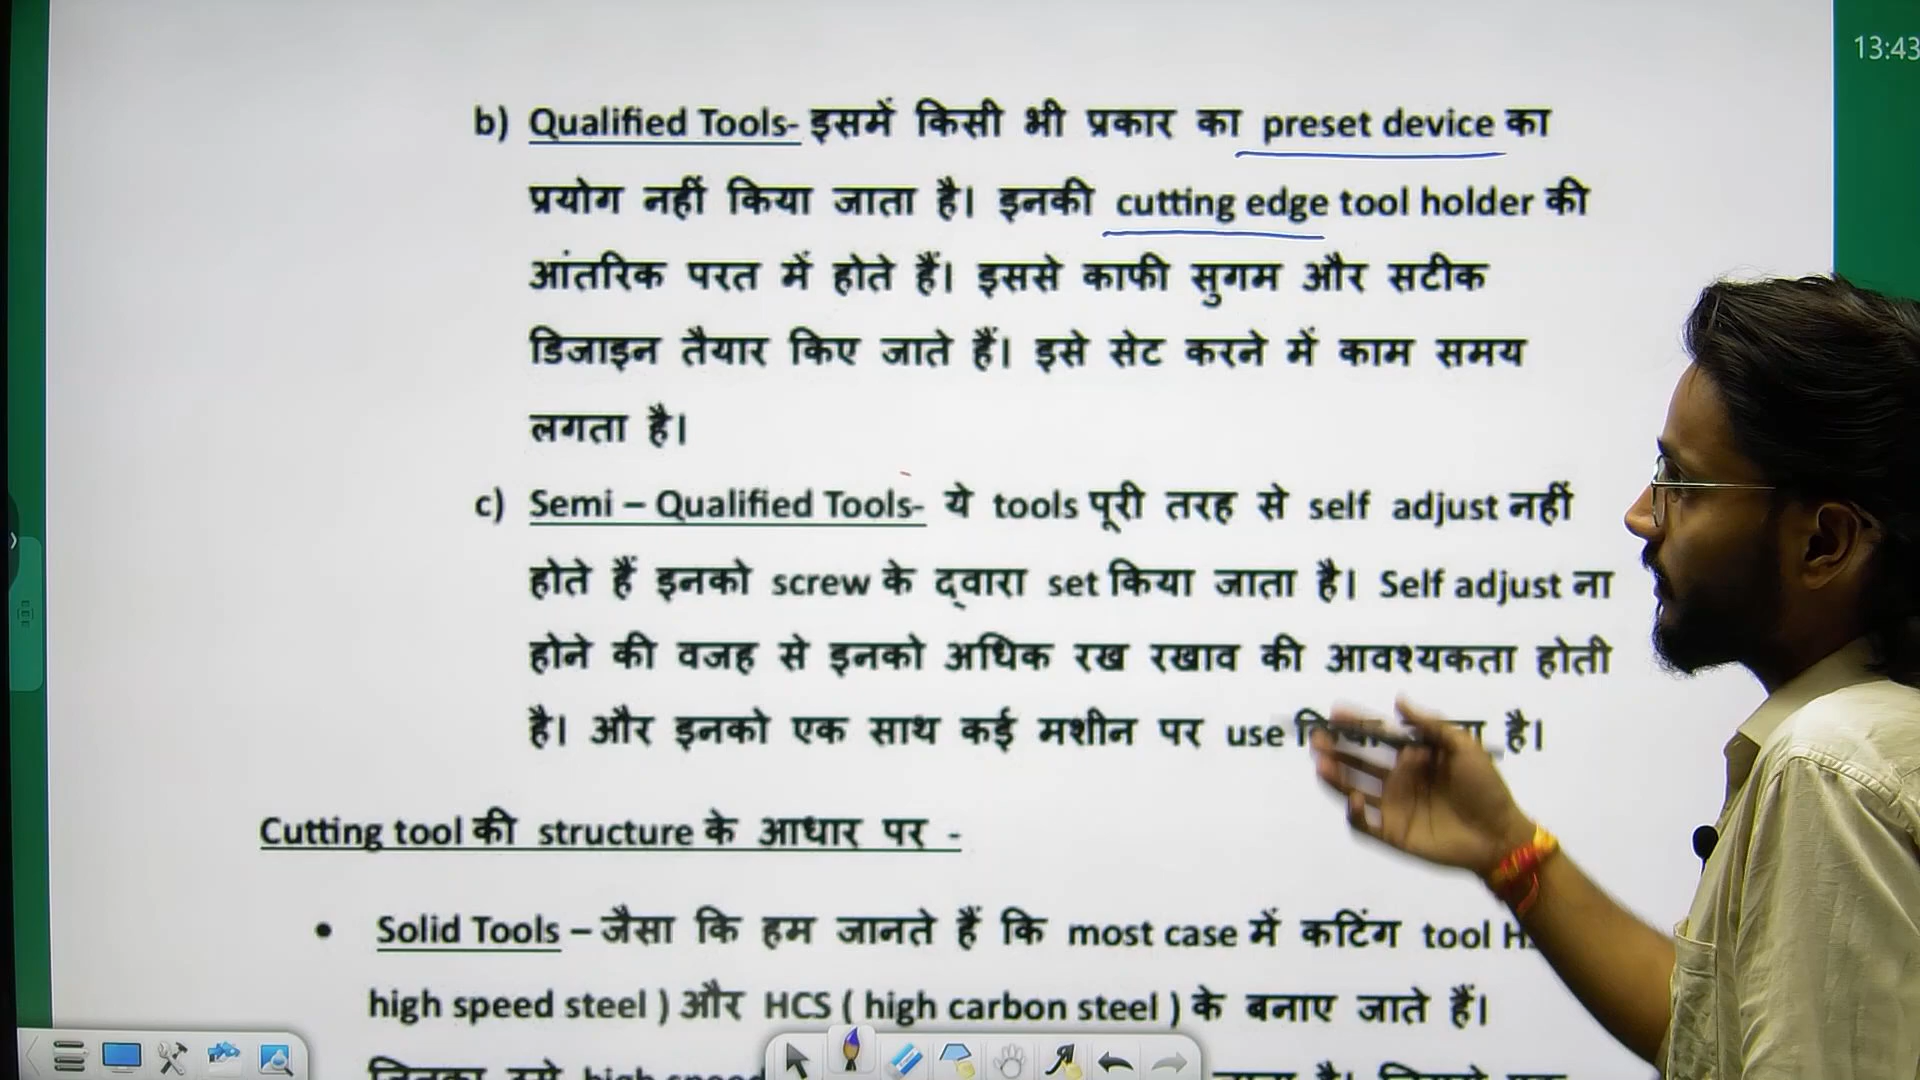 13:43
b) Qualified Tools- इसमें किसी भी प्रकार का preset device का
प्रयोग नहीं किया जाता है। इनकी cutting edge tool holder की
आंतरिक परत में होते हैं। इससे काफी सुगम और सटीक
डिजाइन तैयार किए जाते हैं। इसे सेट करने में काम समय
लगता है।
c) Semi – Qualified Tools- ये tools पूरी तरह से self adjust नहीं
होते हैं इनको screw के द्वारा set किया जाता है। Self adjust ना
होने की वजह से इनको अधिक रख रखाव की आवश्यकता होती
है। और इनको एक साथ कई मशीन पर use है।
Cutting tool की structure के आधार पर -
• Solid Tools – जैसा कि हम जानते हैं कि most case में कटिंग tool
high speed steel ) और HCS ( high carbon steel ) के बनाए जाते हैं।